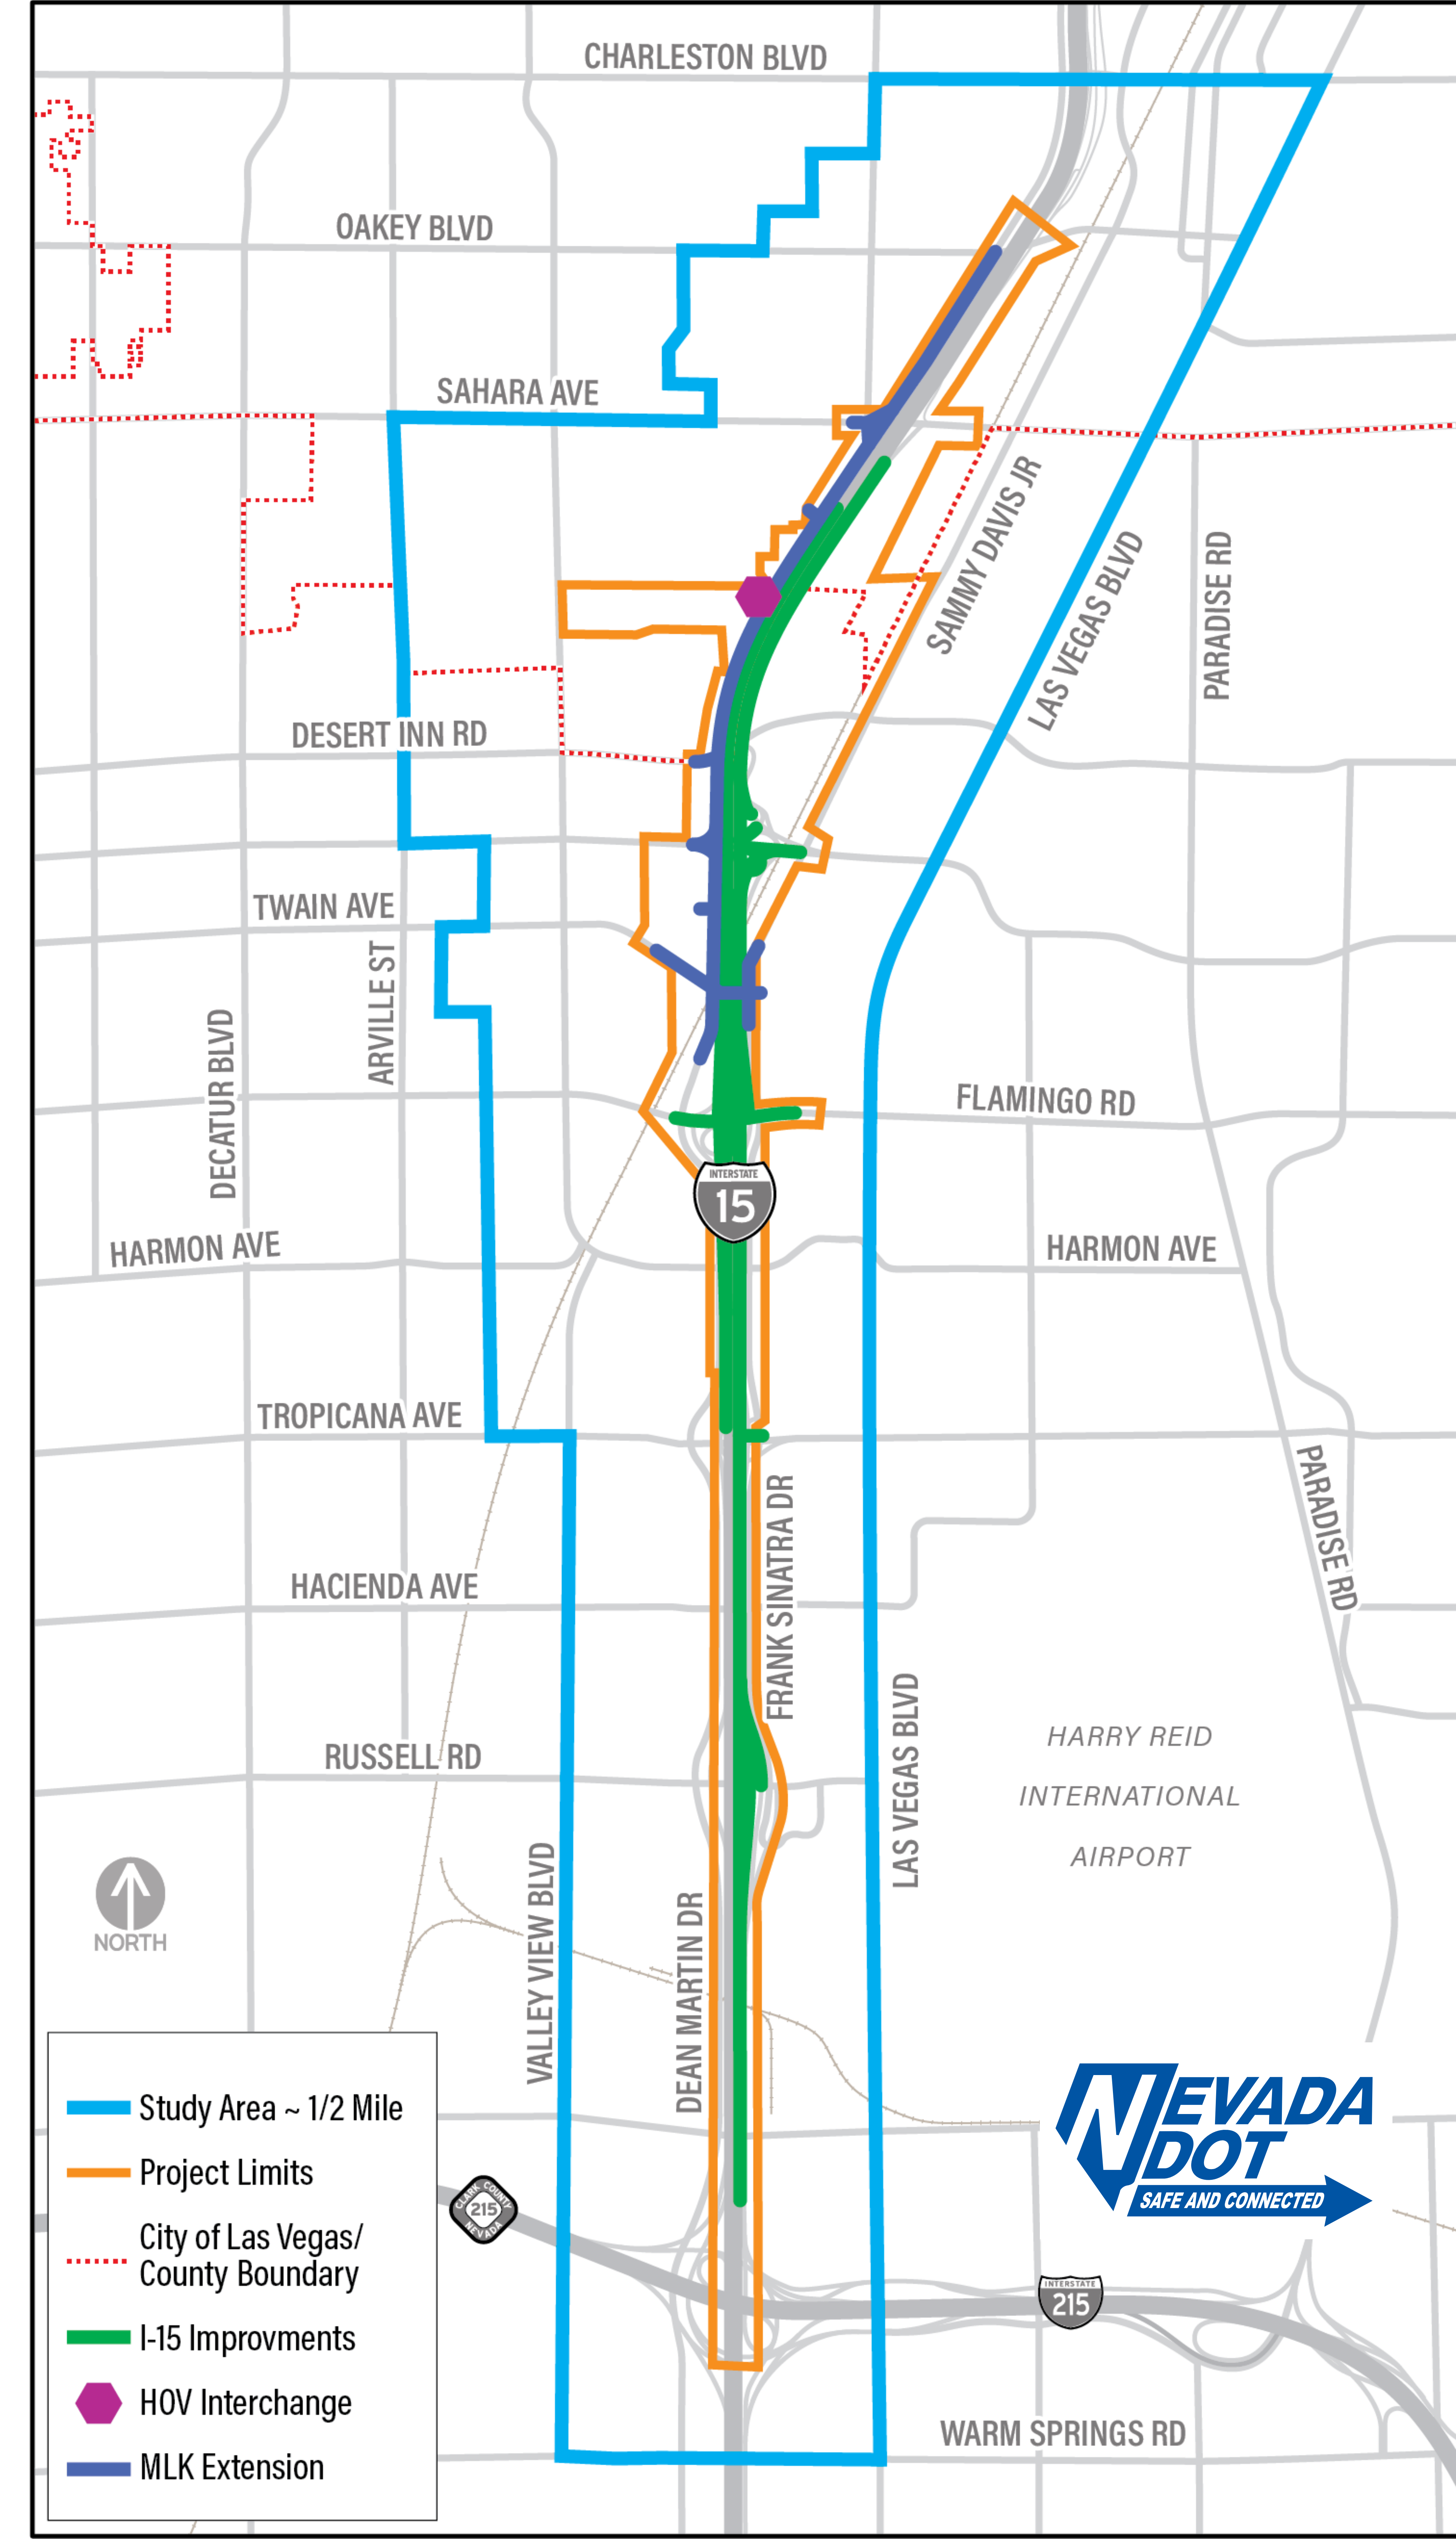 CHARLESTON BLVD
OAKEY BLVD
SAHARA AVE
SAMMY DAVIS JR
LAS VEGAS BLVD
PARADISE RD
DESERT INN RD
TWAIN AVE
ARVILLE ST
DECATUR BLVD
FLAMINGO RD
INTERSTATE
15
HARMON AVE
HARMON AVE
TROPICANA AVE
PARADISE RD
FRANK SINATRA DR
HACIENDA AVE
RUSSELL RD
LAS VEGAS BLVD
HARRY REID
INTERNATIONAL
AIRPORT
NORTH
VALLEY VIEW BLVD
DEAN MARTIN DR
NEVADA
DOT
SAFE AND CONNECTED
CLARK COUNTY
215
NEVADA
INTERSTATE
215
WARM SPRINGS RD
Study Area ~ 1/2 Mile
Project Limits
City of Las Vegas/
County Boundary
I-15 Improvments
HOV Interchange
MLK Extension